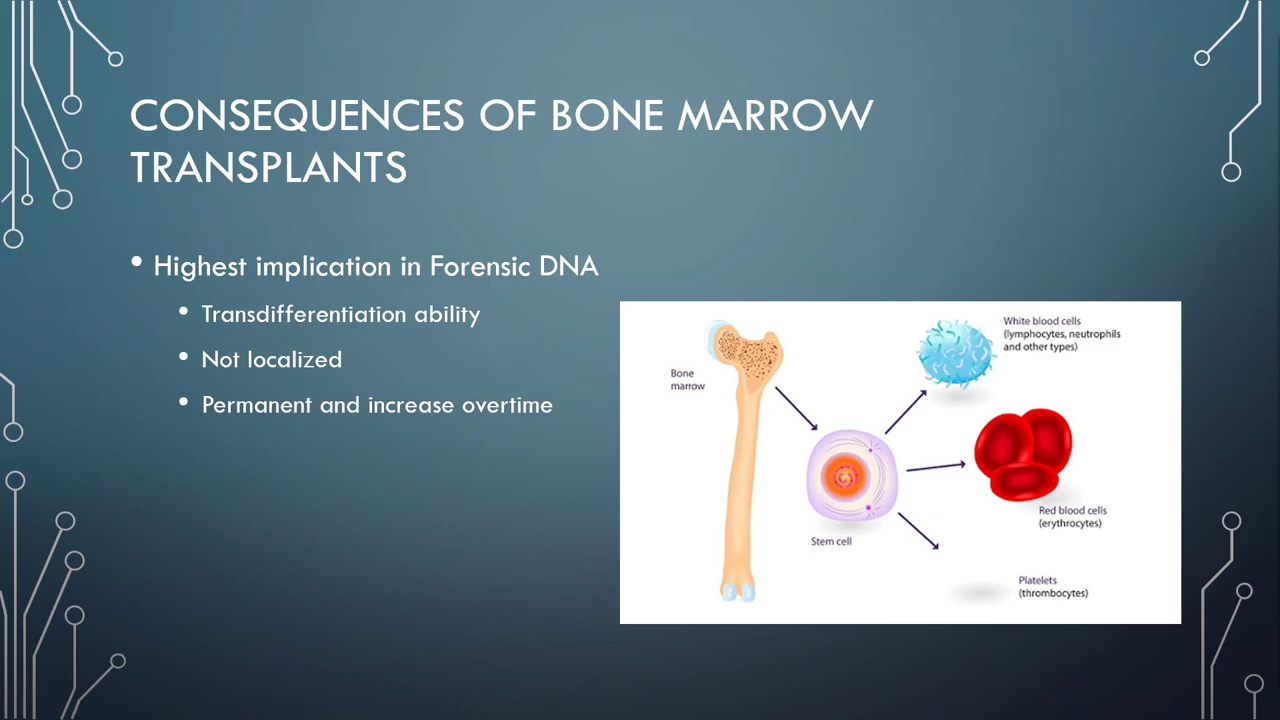 CONSEQUENCES OF BONE MARROW
TRANSPLANTS
• Highest implication in Forensic DNA
• Transdifferentiation ability
• Not localized
• Permanent and increase overtime
Bone
marrow
Stem cell
White blood cells
(lymphocytes, neutrophils
and other types)
Red blood cells
(erythrocytes)
Platelets
(thrombocytes)